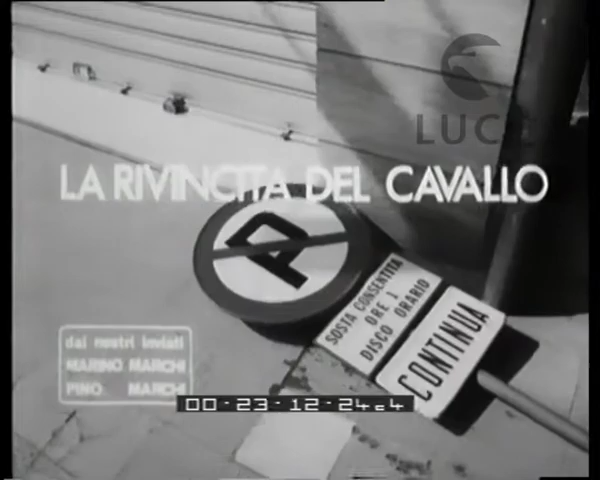 LUCE
LA RIVINCITA DEL CAVALLO
P
SOSTA CONSENTITA
ORE 1
DISCO ORARIO
CONTINUA
dai nostri inviati
MARINO MARCHI
PINO MARCHI
00-23-12-24